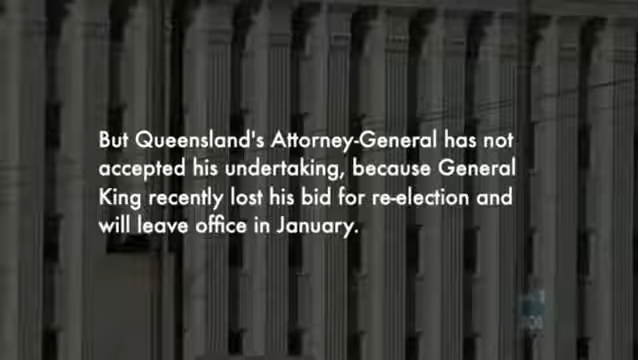 But Queensland's Attorney-General has not
accepted his undertaking, because General
King recently lost his bid for re-election and
will leave office in January.